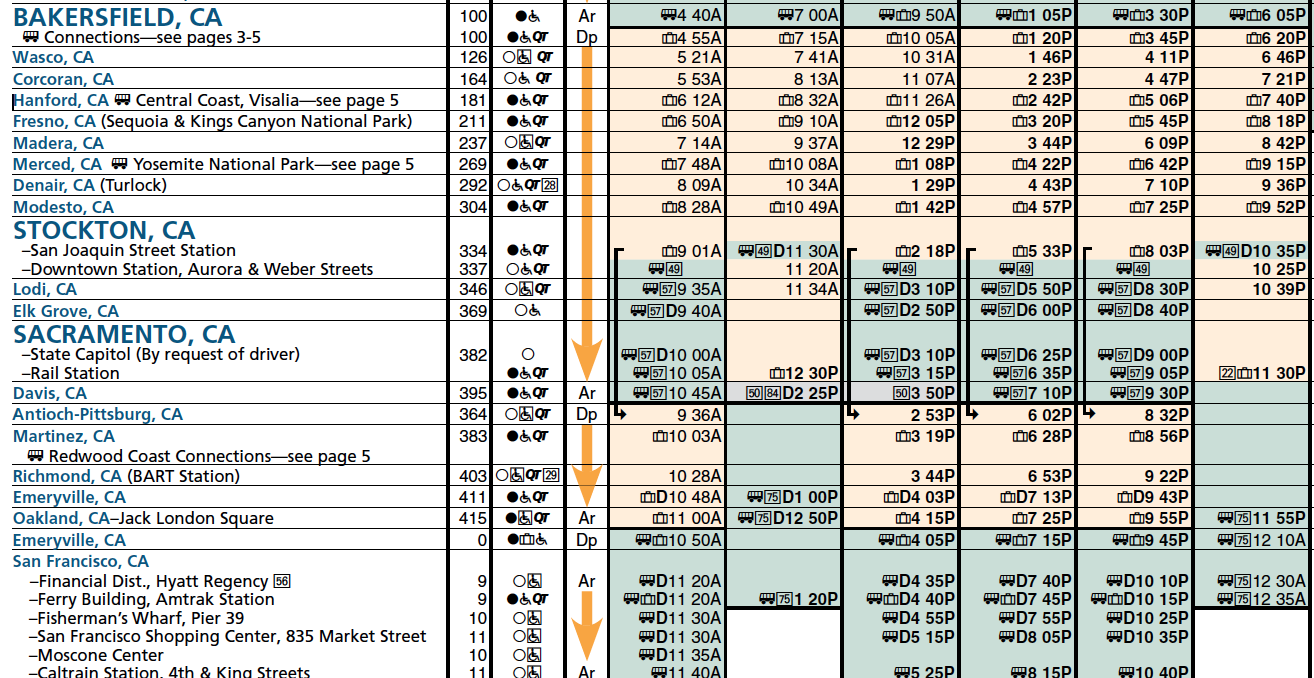 BAKERSFIELD, CA 100 Ar 4 40A 7 00A 9 50A 1 05P 3 30P 6 05P
Connections—see pages 3-5 100 QT Dp 4 55A 7 15A 10 05A 1 20P 3 45P 6 20P
Wasco, CA 126 QT 5 21A 7 41A 10 31A 1 46P 4 11P 6 46P
Corcoran, CA 164 QT 5 53A 8 13A 11 07A 2 23P 4 47P 7 21P
Hanford, CA Central Coast, Visalia—see page 5 181 QT 6 12A 8 32A 11 26A 2 42P 5 06P 7 40P
Fresno, CA (Sequoia & Kings Canyon National Park) 211 QT 6 50A 9 10A 12 05P 3 20P 5 45P 8 18P
Madera, CA 237 QT 7 14A 9 37A 12 29P 3 44P 6 09P 8 42P
Merced, CA Yosemite National Park—see page 5 269 QT 7 48A 10 08A 1 08P 4 22P 6 42P 9 15P
Denair, CA (Turlock) 292 QT 28 8 09A 10 34A 1 29P 4 43P 7 10P 9 36P
Modesto, CA 304 QT 8 28A 10 49A 1 42P 4 57P 7 25P 9 52P
STOCKTON, CA
–San Joaquin Street Station 334 QT 9 01A 49 D11 30A 2 18P 5 33P 8 03P 49 D10 35P
–Downtown Station, Aurora & Weber Streets 337 QT 49 11 20A 49 49 49 10 25P
Lodi, CA 346 QT 57 9 35A 11 34A 57 D3 10P 57 D5 50P 57 D8 30P 10 39P
Elk Grove, CA 369 57 D9 40A 57 D2 50P 57 D6 00P 57 D8 40P
SACRAMENTO, CA
–State Capitol (By request of driver) 382 57 D10 00A 57 D3 10P 57 D6 25P 57 D9 00P
–Rail Station QT 57 10 05A 12 30P 57 3 15P 57 6 35P 57 9 05P 22 11 30P
Davis, CA 395 QT Ar 57 10 45A 50 84 D2 25P 50 3 50P 57 7 10P 57 9 30P
Antioch-Pittsburg, CA 364 QT Dp 9 36A 2 53P 6 02P 8 32P
Martinez, CA 383 QT 10 03A 3 19P 6 28P 8 56P
Redwood Coast Connections—see page 5
Richmond, CA (BART Station) 403 QT 29 10 28A 3 44P 6 53P 9 22P
Emeryville, CA 411 QT D10 48A 75 D1 00P D4 03P D7 13P D9 43P
Oakland, CA–Jack London Square 415 QT Ar 11 00A 75 D12 50P 4 15P 7 25P 9 55P 75 11 55P
Emeryville, CA 0 Dp 10 50A 4 05P 7 15P 9 45P 75 12 10A
San Francisco, CA
–Financial Dist., Hyatt Regency 56 9 Ar D11 20A D4 35P D7 40P D10 10P 75 12 30A
–Ferry Building, Amtrak Station 9 QT D11 20A 75 1 20P D4 40P D7 45P D10 15P 75 12 35A
–Fisherman's Wharf, Pier 39 10 D11 30A D4 55P D7 55P D10 25P
–San Francisco Shopping Center, 835 Market Street 11 D11 30A D5 15P D8 05P D10 35P
–Moscone Center 10 D11 35A
–Caltrain Station, 4th & King Streets 11 Ar 11 40A 5 25P 8 15P 10 40P